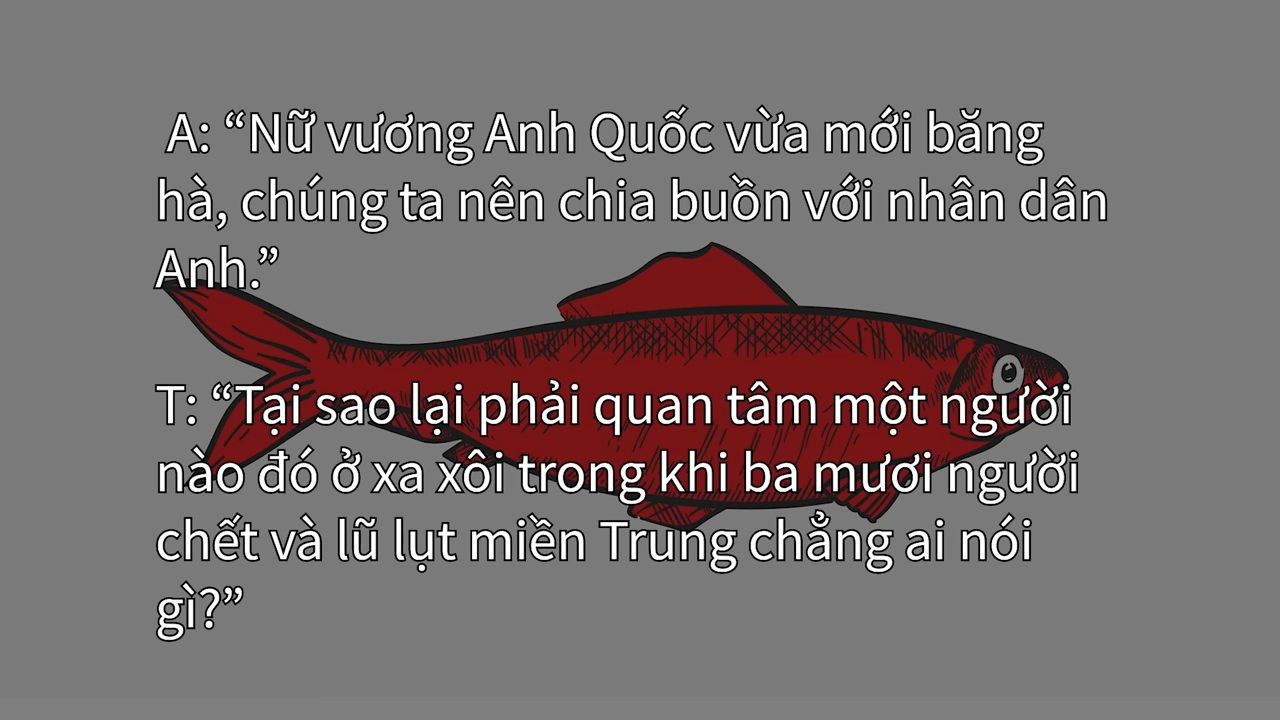 A: “Nữ vương Anh Quốc vừa mới băng
hà, chúng ta nên chia buồn với nhân dân
Anh.”
T: “Tại sao lại phải quan tâm một người
nào đó ở xa xôi trong khi ba mươi người
chết và lũ lụt miền Trung chẳng ai nói
gì?”